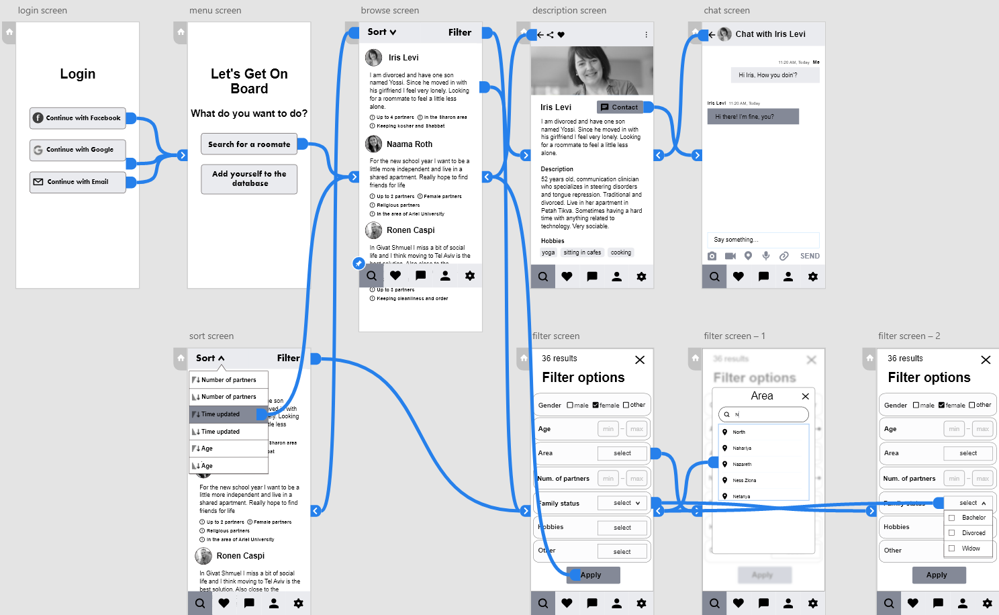 login screen
Login
Continue with Facebook
Continue with Google
Continue with Email
menu screen
Let's Get On
Board
What do you want to do?
Search for a roomate
Add yourself to the
database
browse screen
Sort
Filter
Iris Levi
I am divorced and have one son
named Yossi. Since he moved in with
his girlfriend I feel very lonely. Looking
for a roommate to feel a little less
alone.
Up to 4 partners
In the Sharon area
Keeping kosher and Shabbat
Naama Roth
For the new school year I want to be a
little more independent and live in a
shared apartment. Really hope to find
friends for life
Up to 2 partners
Female partners
Religious partners
In the area of Ariel University
Ronen Caspi
In Givat Shmuel I miss a bit of social
life and I think moving to Tel Aviv is the
best solution. Also close to the
Up to 3 partners
Keeping cleanliness and order
description screen
Iris Levi
Contact
I am divorced and have one son
named Yossi. Since he moved in with
his girlfriend I feel very lonely. Looking
for a roommate to feel a little less
alone.
Description
52 years old, communication clinician
who specializes in steering disorders
and tongue repression. Traditional and
divorced. Live in her apartment in
Petah Tikva. Sometimes having a hard
time with anything related to
technology. Very sociable.
Hobbies
yoga
sitting in cafes
cooking
chat screen
Chat with Iris Levi
11:20 AM, Today Me
Hi Iris, How you doin'?
Iris Levi 11:20 AM, Today
Hi there! I'm fine, you?
Say something...
SEND
sort screen
Sort
Filter
Number of partners
Number of partners
Time updated
Time updated
Age
Age
e son
ved in with
ely. Looking
tle less
Sharon area
bat
For the new school year I want to be a
little more independent and live in a
shared apartment. Really hope to find
friends for life
Up to 2 partners
Female partners
Religious partners
In the area of Ariel University
Ronen Caspi
In Givat Shmuel I miss a bit of social
life and I think moving to Tel Aviv is the
best solution. Also close to the
filter screen
36 results
Filter options
Gender
male
female
other
Age
min – max
Area
select
Num. of partners
min – max
Family status
select
Hobbies
select
Other
select
Apply
filter screen – 1
36 results
Filter options
Area
N
North
Nahariya
Nazareth
Ness Ziona
Netanya
Apply
filter screen – 2
36 results
Filter options
Gender
male
female
other
Age
min – max
Area
select
Num. of partners
min – max
Family status
select
Bachelor
Divorced
Widow
Hobbies
Other
Apply